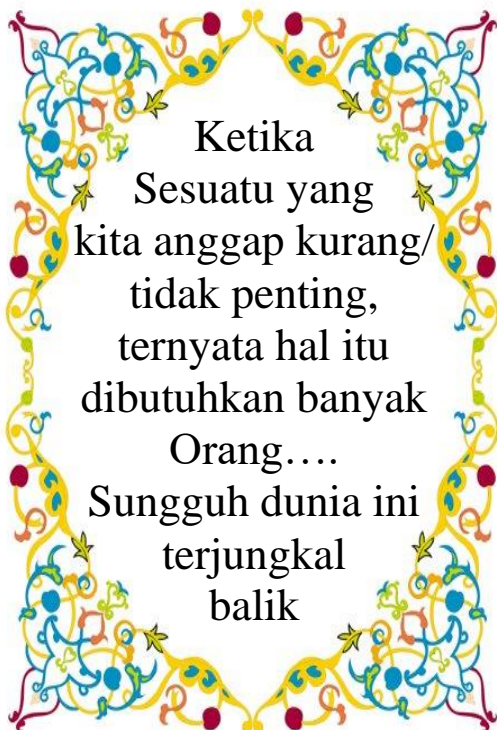 Ketika
Sesuatu yang
kita anggap kurang/
tidak penting,
ternyata hal itu
dibutuhkan banyak
Orang….
Sungguh dunia ini
terjungkal
balik